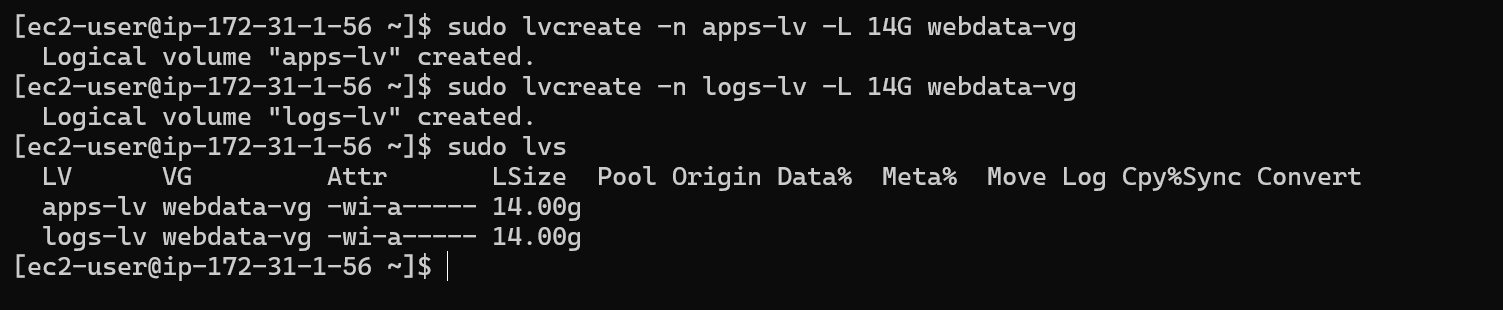 [ec2-user@ip-172-31-1-56 ~]$ sudo lvcreate -n apps-lv -L 14G webdata-vg
  Logical volume "apps-lv" created.
[ec2-user@ip-172-31-1-56 ~]$ sudo lvcreate -n logs-lv -L 14G webdata-vg
  Logical volume "logs-lv" created.
[ec2-user@ip-172-31-1-56 ~]$ sudo lvs
  LV      VG         Attr       LSize  Pool Origin Data%  Meta%  Move Log Cpy%Sync Convert
  apps-lv webdata-vg -wi-a----- 14.00g
  logs-lv webdata-vg -wi-a----- 14.00g
[ec2-user@ip-172-31-1-56 ~]$